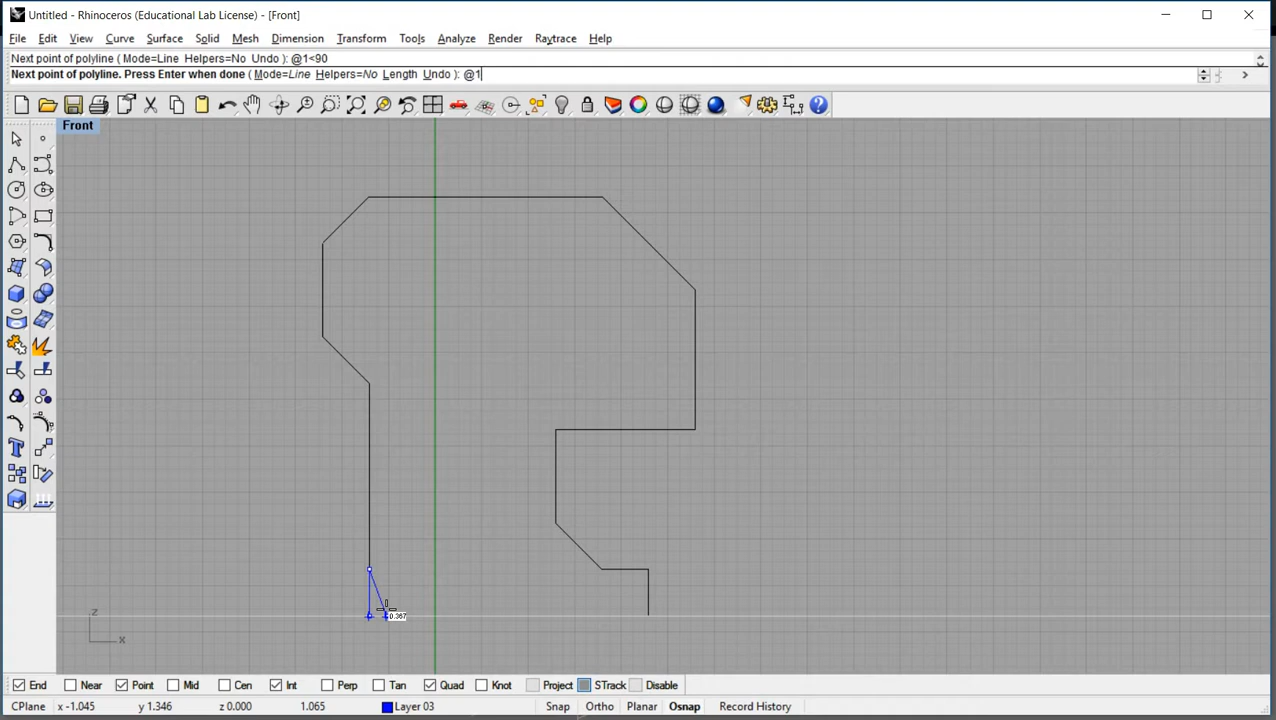 Untitled - Rhinoceros (Educational Lab License) - [Front]
File Edit View Curve Surface Solid Mesh Dimension Transform Tools Analyze Render Raytrace Help
Next point of polyline ( Mode=Line Helpers=No Undo ): @1<90
Next point of polyline. Press Enter when done ( Mode=Line Helpers=No Length Undo ): @1
Front
0.367
z
x
End Near Point Mid Cen Int Perp Tan Quad Knot Project STrack Disable
CPlane x -1.045 y 1.346 z 0.000 1.065 Layer 03 Snap Ortho Planar Osnap Record History